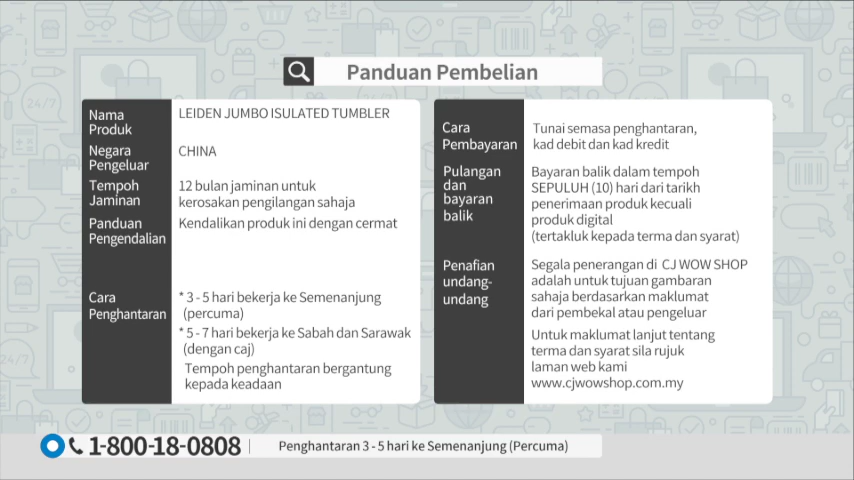 Panduan Pembelian
Nama
Produk
LEIDEN JUMBO ISULATED TUMBLER
Negara
Pengeluar
CHINA
Tempoh
Jaminan
12 bulan jaminan untuk
kerosakan pengilangan sahaja
Panduan
Pengendalian
Kendalikan produk ini dengan cermat
Cara
Penghantaran
* 3 - 5 hari bekerja ke Semenanjung
(percuma)
* 5 - 7 hari bekerja ke Sabah dan Sarawak
(dengan caj)
Tempoh penghantaran bergantung
kepada keadaan
Cara
Pembayaran
Tunai semasa penghantaran,
kad debit dan kad kredit
Pulangan
dan
bayaran
balik
Bayaran balik dalam tempoh
SEPULUH (10) hari dari tarikh
penerimaan produk kecuali
produk digital
(tertakluk kepada terma dan syarat)
Penafian
undang-
undang
Segala penerangan di CJ WOW SHOP
adalah untuk tujuan gambaran
sahaja berdasarkan maklumat
dari pembekal atau pengeluar
Untuk maklumat lanjut tentang
terma dan syarat sila rujuk
laman web kami
www.cjwowshop.com.my
24/7
24/7
1-800-18-0808
Penghantaran 3 - 5 hari ke Semenanjung (Percuma)